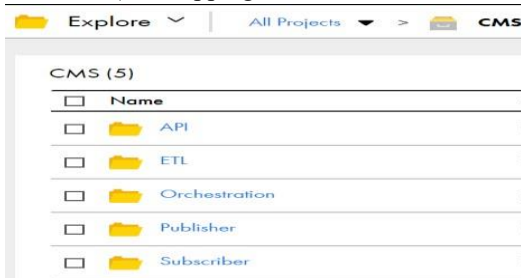 Explore All Projects > CMS
CMS (5)
Name
API
ETL
Orchestration
Publisher
Subscriber